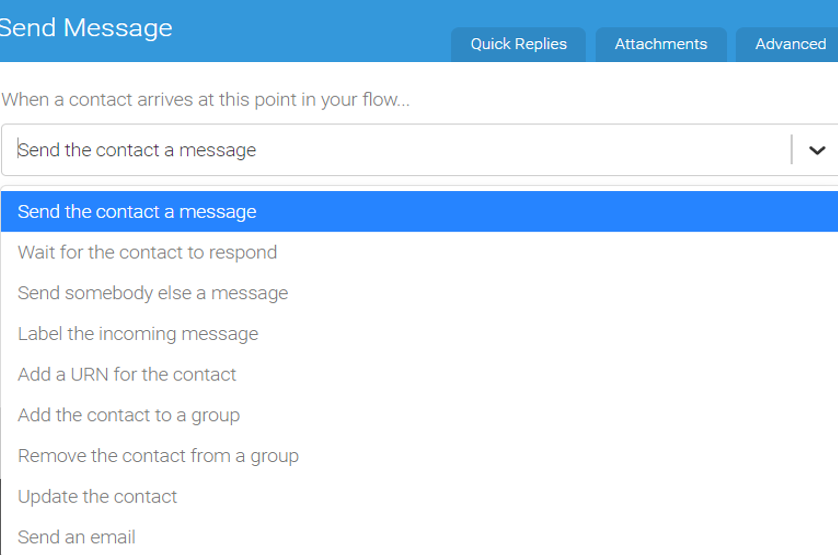 Send Message
Quick Replies
Attachments
Advanced
When a contact arrives at this point in your flow...
Send the contact a message
Send the contact a message
Wait for the contact to respond
Send somebody else a message
Label the incoming message
Add a URN for the contact
Add the contact to a group
Remove the contact from a group
Update the contact
Send an email